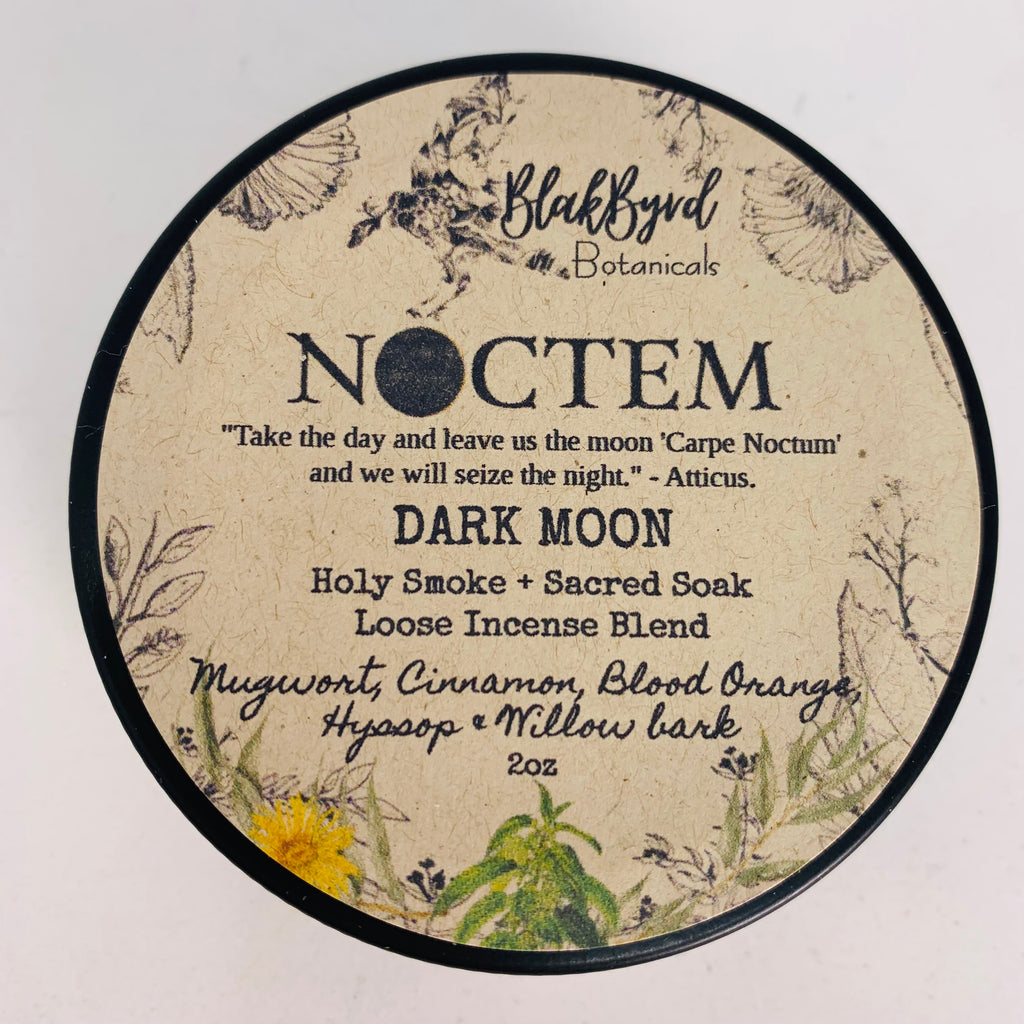 BlakByrd
Botanicals
NOCTEM
"Take the day and leave us the moon 'Carpe Noctum'
and we will seize the night." - Atticus.
DARK MOON
Holy Smoke + Sacred Soak
Loose Incense Blend
Mugwort, Cinnamon, Blood Orange,
Hyssop & Willow bark
2oz